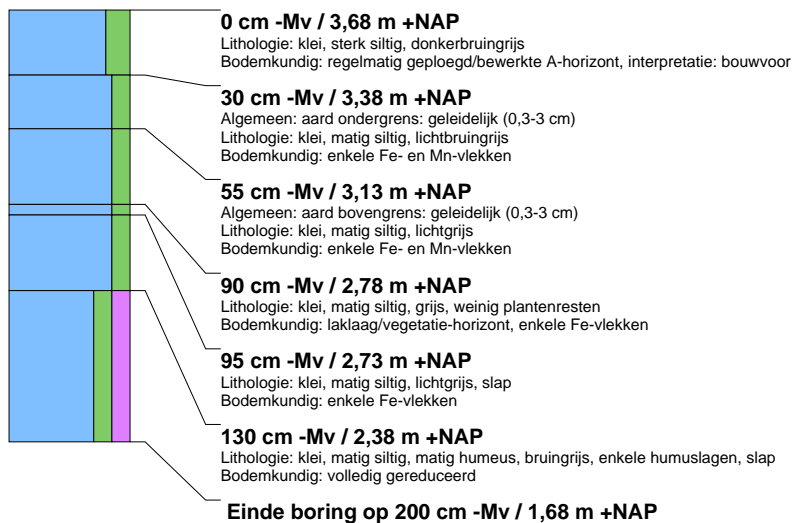 0 cm -Mv / 3,68 m +NAP
Lithologie: klei, sterk siltig, donkerbruingrijs
Bodemkundig: regelmatig geploegd/bewerkte A-horizont, interpretatie: bouwvoor
30 cm -Mv / 3,38 m +NAP
Algemeen: aard ondergrens: geleidelijk (0,3-3 cm)
Lithologie: klei, matig siltig, lichtbruingrijs
Bodemkundig: enkele Fe- en Mn-vlekken
55 cm -Mv / 3,13 m +NAP
Algemeen: aard bovengrens: geleidelijk (0,3-3 cm)
Lithologie: klei, matig siltig, lichtgrijs
Bodemkundig: enkele Fe- en Mn-vlekken
90 cm -Mv / 2,78 m +NAP
Lithologie: klei, matig siltig, grijs, weinig plantenresten
Bodemkundig: laklaag/vegetatie-horizont, enkele Fe-vlekken
95 cm -Mv / 2,73 m +NAP
Lithologie: klei, matig siltig, lichtgrijs, slap
Bodemkundig: enkele Fe-vlekken
130 cm -Mv / 2,38 m +NAP
Lithologie: klei, matig siltig, matig humeus, bruingrijs, enkele humuslagen, slap
Bodemkundig: volledig gereduceerd
Einde boring op 200 cm -Mv / 1,68 m +NAP